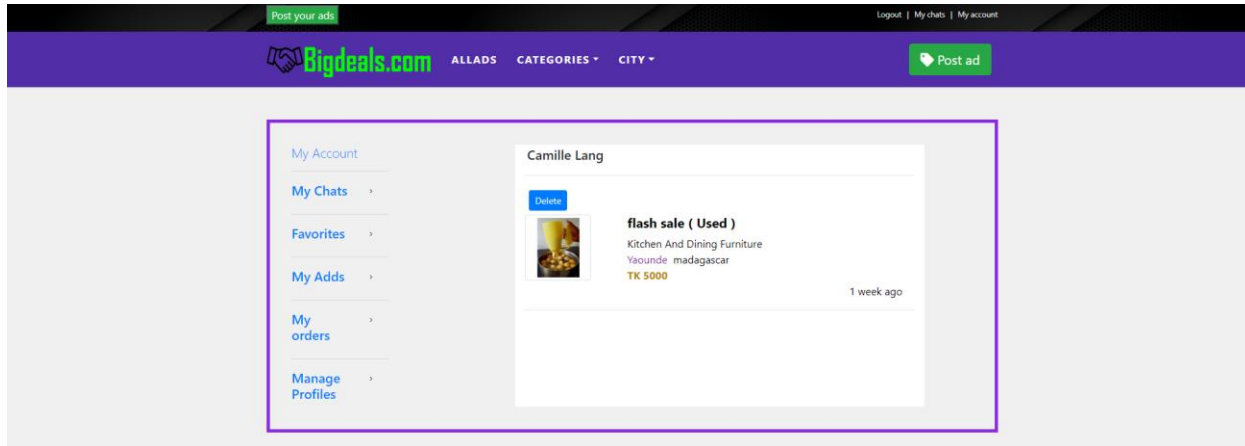 Post your ads
Logout | My chats | My account
Bigdeals.com
ALLADS CATEGORIES CITY
Post ad
My Account
My Chats
Favorites
My Adds
My
orders
Manage
Profiles
Camille Lang
Delete
flash sale ( Used )
Kitchen And Dining Furniture
Yaounde madagascar
TK 5000
1 week ago